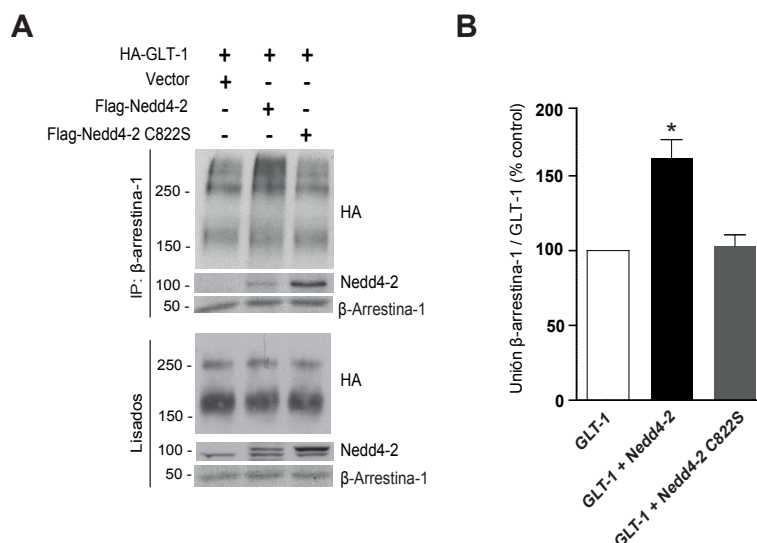 A
HA-GLT-1 + + +
Vector + - -
Flag-Nedd4-2 - + -
Flag-Nedd4-2 C822S - - +
IP: β-arrestina-1
250 -
HA
150 -
100 - Nedd4-2
50 - β-Arrestina-1
Lisados
250 -
HA
150 -
100 - Nedd4-2
50 - β-Arrestina-1
B
Unión β-arrestina-1 / GLT-1 (% control)
200
150
100
50
0
*
GLT-1
GLT-1 + Nedd4-2
GLT-1 + Nedd4-2 C822S